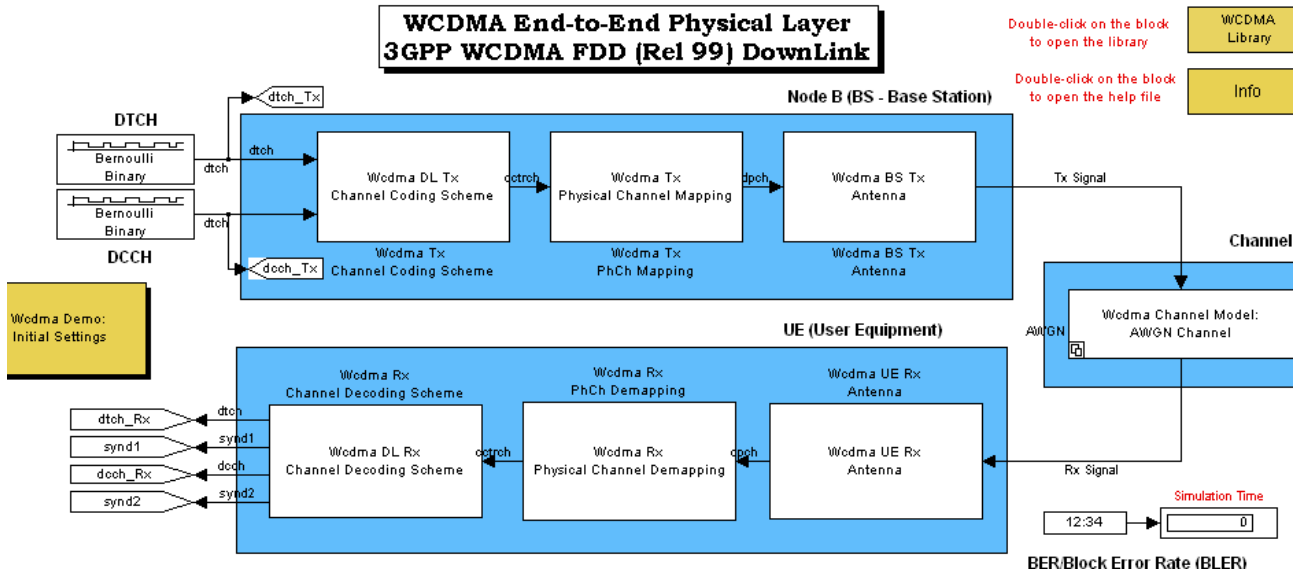 WCDMA End-to-End Physical Layer
3GPP WCDMA FDD (Rel 99) DownLink
Double-click on the block
to open the library
WCDMA
Library
Double-click on the block
to open the help file
Info
dtch_Tx
Node B (BS - Base Station)
DTCH
Bernoulli
Binary
dtch
dtch
Bernoulli
Binary
dtch
DCCH
dcch_Tx
Wcdma DL Tx
Channel Coding Scheme
Wcdma Tx
Channel Coding Scheme
cctrch
Wcdma Tx
Physical Channel Mapping
Wcdma Tx
PhCh Mapping
dpch
Wcdma BS Tx
Antenna
Wcdma BS Tx
Antenna
Tx Signal
Channel
Wcdma Channel Model:
AWGN Channel
AWGN
Wcdma Demo:
Initial Settings
UE (User Equipment)
Wcdma Rx
Channel Decoding Scheme
Wcdma Rx
PhCh Demapping
Wcdma UE Rx
Antenna
dtch_Rx
dtch
synd1
synd1
dcch_Rx
dcch
synd2
synd2
Wcdma DL Rx
Channel Decoding Scheme
cctrch
Wcdma Rx
Physical Channel Demapping
dpch
Wcdma UE Rx
Antenna
Rx Signal
Simulation Time
12:34
0
BER/Block Error Rate (BLER)